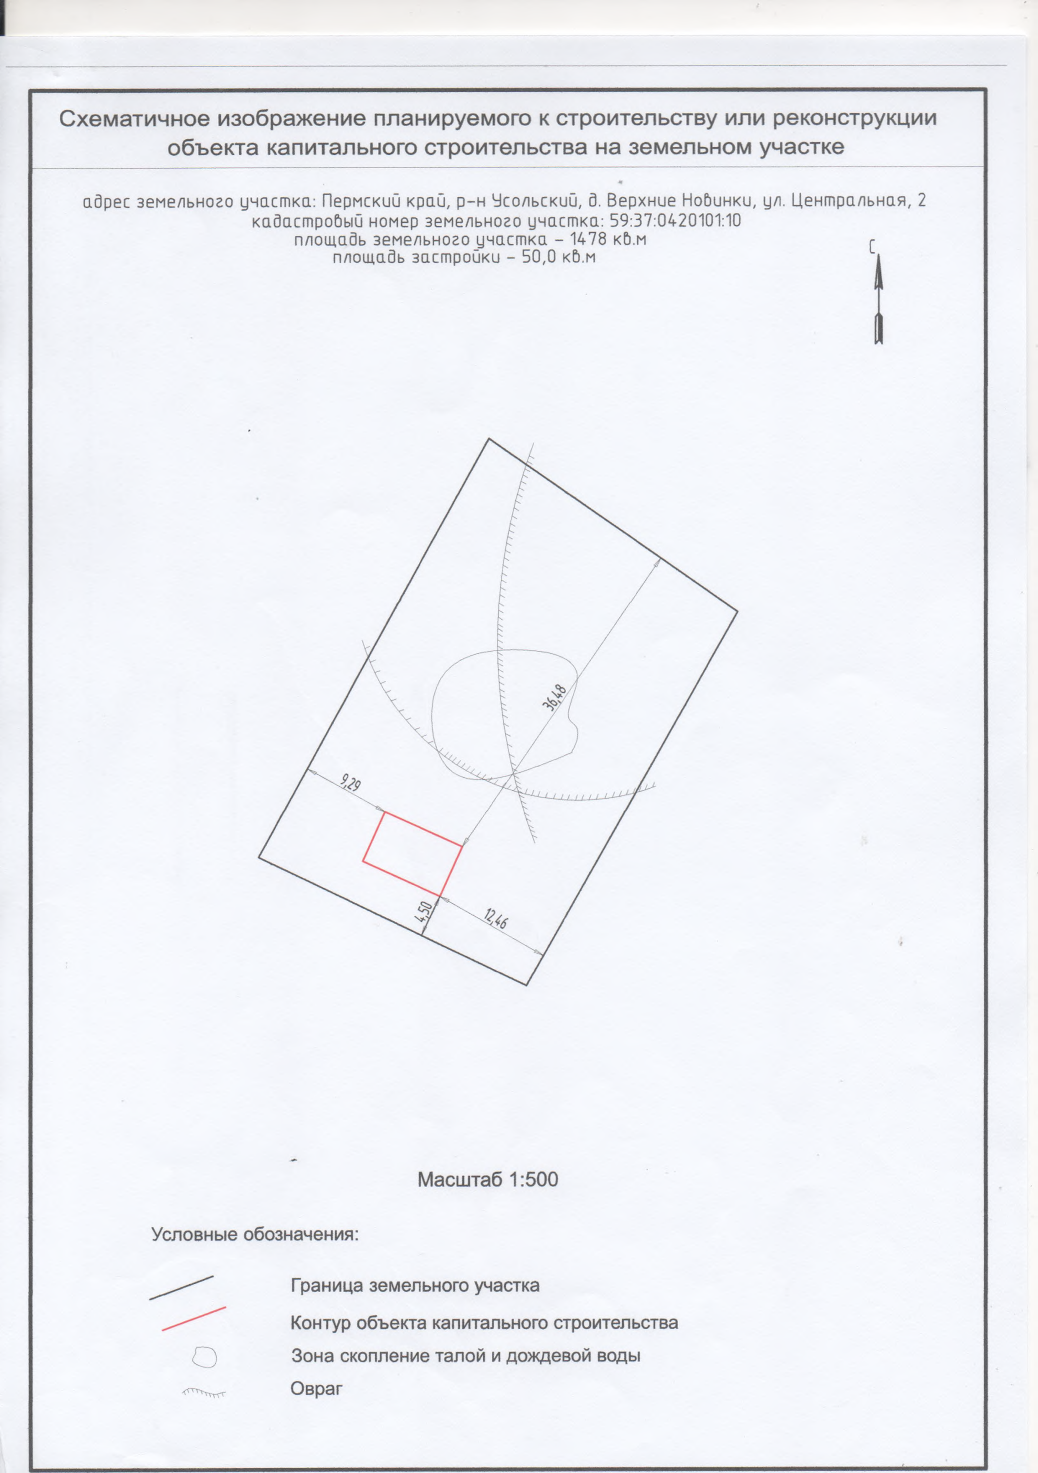 Схематичное изображение планируемого к строительству или реконструкции
объекта капитального строительства на земельном участке
адрес земельного участка: Пермский край, р-н Усольский, д. Верхние Новинки, ул. Центральная, 2
кадастровый номер земельного участка: 59:37:0420101:10
площадь земельного участка - 1478 кв.м
площадь застройки - 50,0 кв.м
С
36,48
9,29
4,50
12,46
Масштаб 1:500
Условные обозначения:
Граница земельного участка
Контур объекта капитального строительства
Зона скопление талой и дождевой воды
Овраг